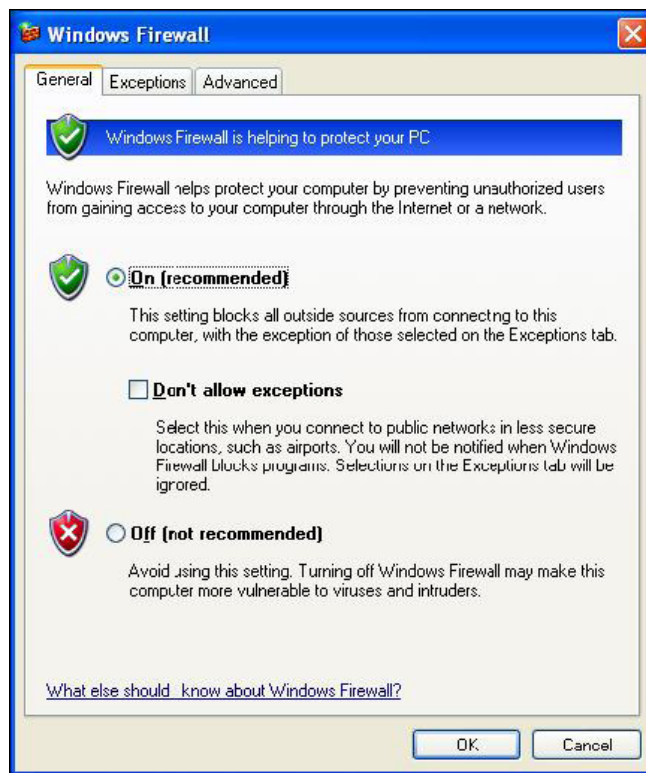 Windows Firewall
General Exceptions Advanced
Windows Firewall is helping to protect your PC
Windows Firewall helps protect your computer by preventing unauthorized users
from gaining access to your computer through the Internet or a network.
On (recommended)
This setting blocks all outside sources from connecting to this
computer, with the exception of those selected on the Exceptions tab.
Don't allow exceptions
Select this when you connect to public networks in less secure
locations, such as airports. You will not be notified when Windows
Firewall blocks programs. Selections on the Exceptions tab will be
ignored.
Off (not recommended)
Avoid using this setting. Turning off Windows Firewall may make this
computer more vulnerable to viruses and intruders.
What else should I know about Windows Firewall?
OK Cancel